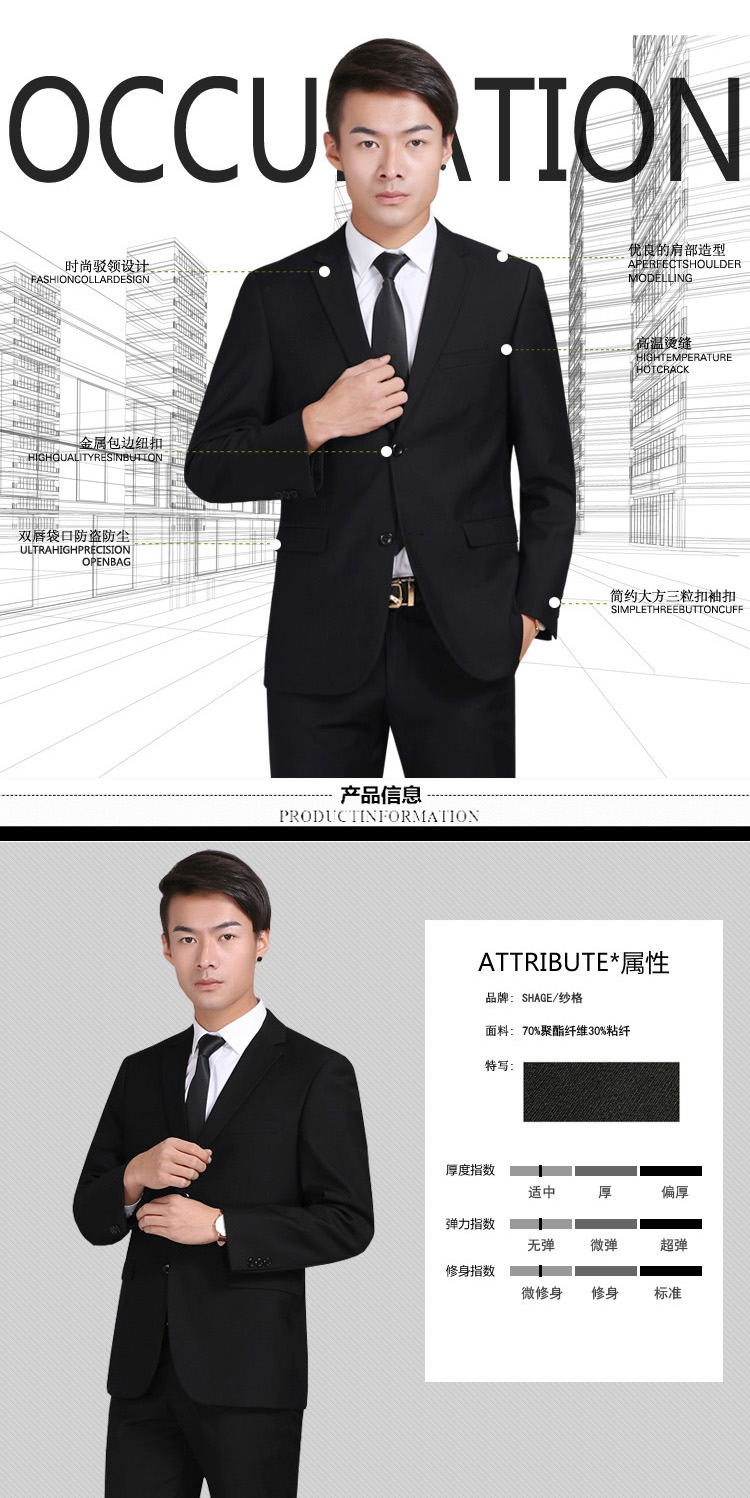 OCCUPATION
时尚驳领设计
FASHIONCOLLARDESIGN
优良的肩部造型
APERFECTSHOULDER
MODELLING
高温烫缝
HIGHTEMPERATURE
HOTCRACK
金属包边纽扣
HIGHQUALITYRESINBUTTON
双唇袋口防盗防尘
ULTRAHIGHPRECISION
OPENBAG
简约大方三粒扣袖扣
SIMPLETHREEBUTTONCUFF
产品信息
PRODUCTINFORMATION
ATTRIBUTE*属性
品牌: SHAGE/纱格
面料: 70%聚酯纤维30%粘纤
特写:
厚度指数
适中 厚 偏厚
弹力指数
无弹 微弹 超弹
修身指数
微修身 修身 标准